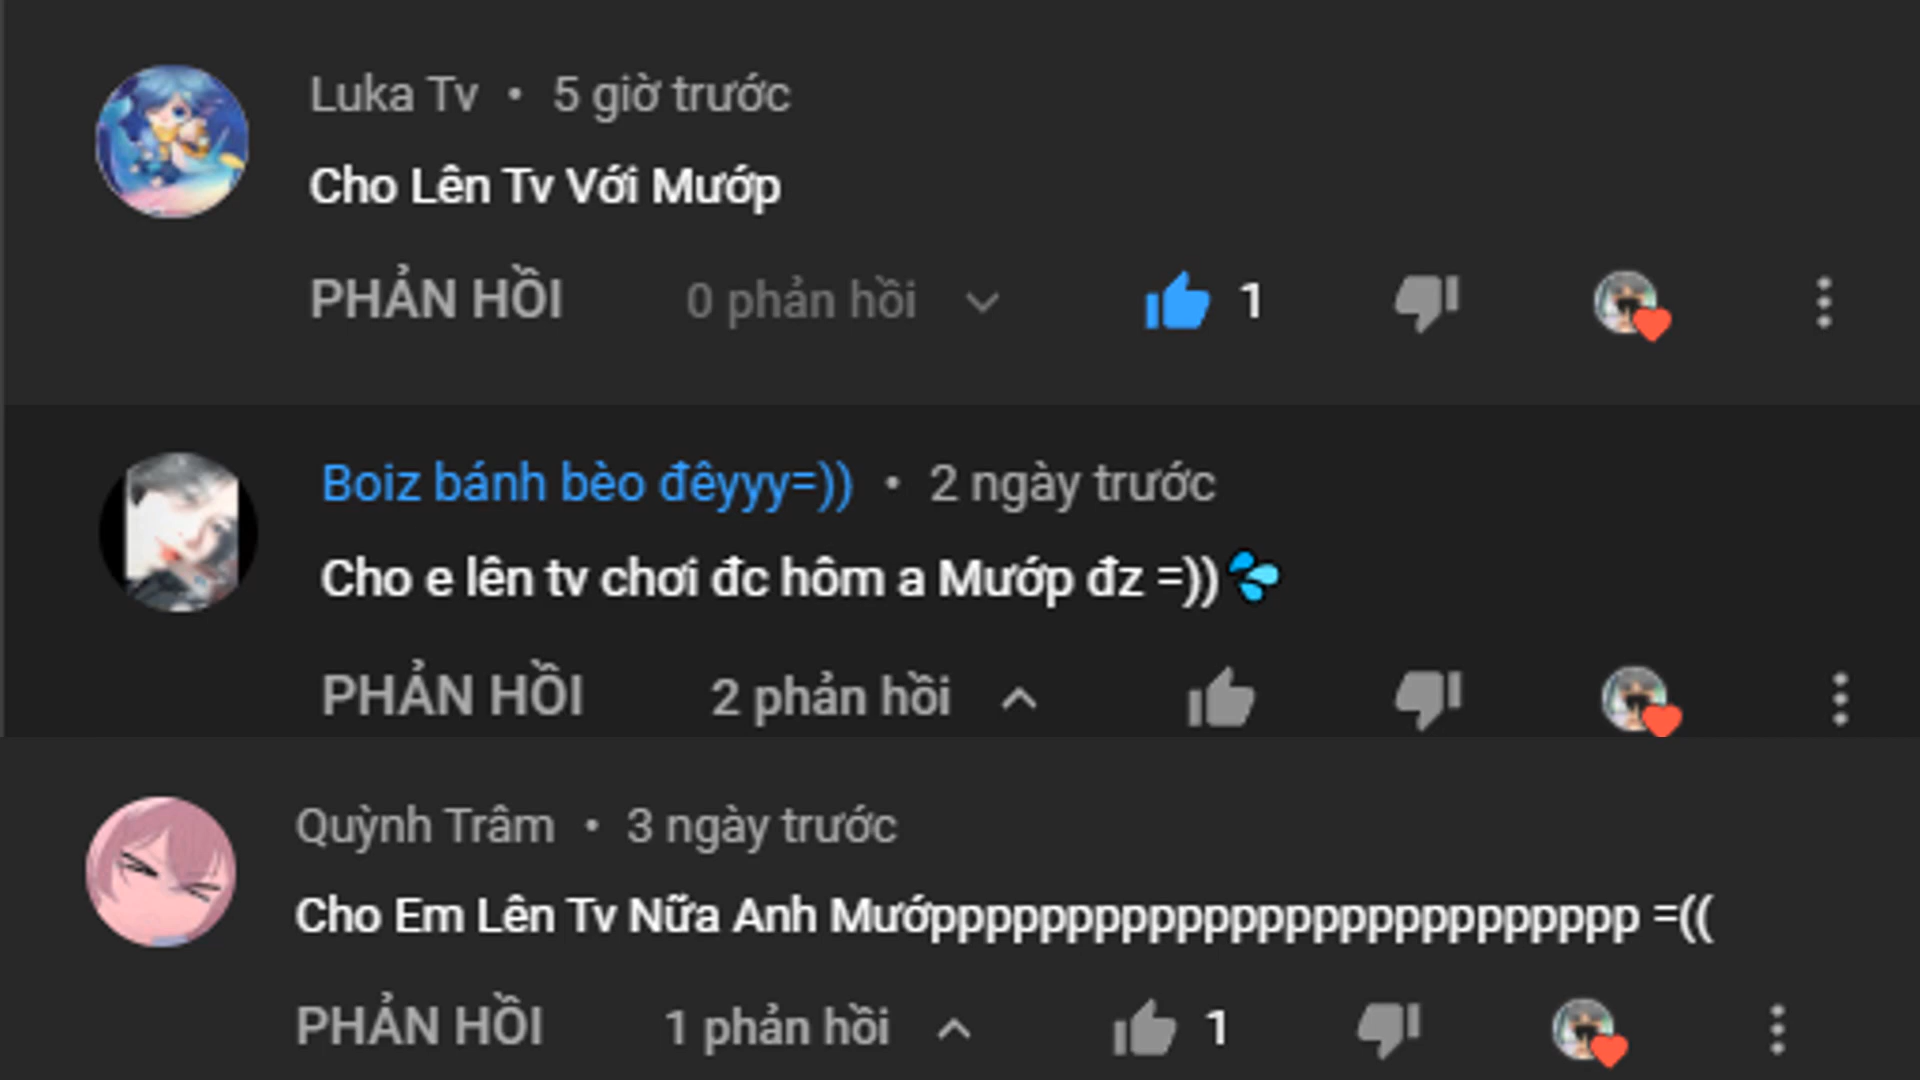 Luka Tv • 5 giờ trước
Cho Lên Tv Với Mướp
PHẢN HỒI 0 phản hồi 1
Boiz bánh bèo đêyyy=)) • 2 ngày trước
Cho e lên tv chơi đc hôm a Mướp đz =))💦
PHẢN HỒI 2 phản hồi
Quỳnh Trâm • 3 ngày trước
Cho Em Lên Tv Nữa Anh Mướpppppppppppppppppppppppppp =((
PHẢN HỒI 1 phản hồi 1